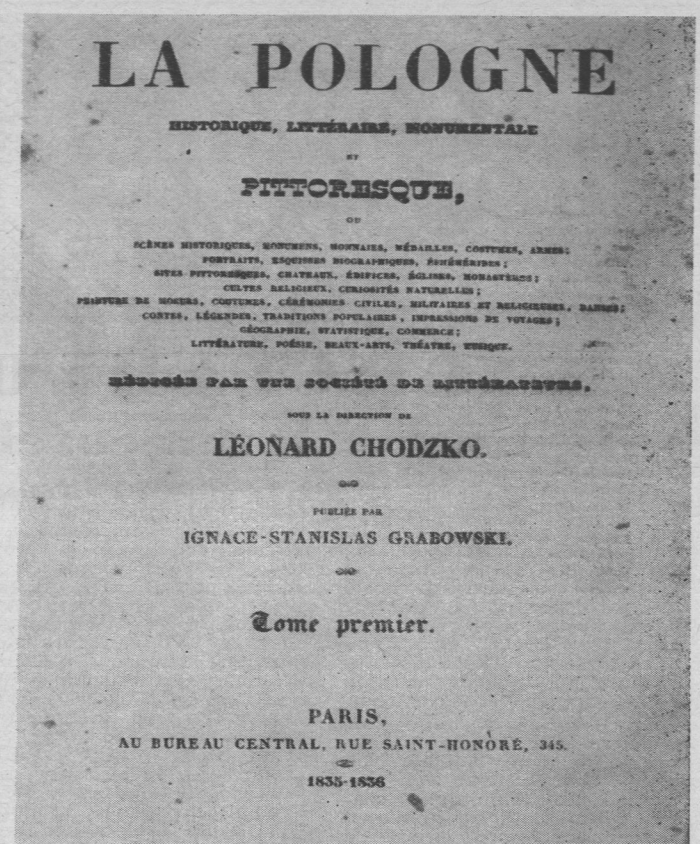 LA POLOGNE
HISTORIQUE, LITTÉRAIRE, MONUMENTALE
ET
PITTORESQUE,
OU
SCÈNES HISTORIQUES, MONUMENS, MONNAIES, MÉDAILLES, COSTUMES, ARMES;
PORTRAITS, ESQUISSES BIOGRAPHIQUES, ÉPHÉMÉRIDES;
SITES PITTORESQUES, CHATEAUX, ÉDIFICES, ÉGLISES, MONASTÈRES;
CULTES RELIGIEUX, CURIOSITÉS NATURELLES;
PEINTURE DE MOEURS, COUTUMES, CÉRÉMONIES CIVILES, MILITAIRES ET RELIGIEUSES, DANSES;
CONTES, LÉGENDES, TRADITIONS POPULAIRES, IMPRESSIONS DE VOYAGES;
GÉOGRAPHIE, STATISTIQUE, COMMERCE;
LITTÉRATURE, POÉSIE, BEAUX-ARTS, THÉATRE, MUSIQUE.
RÉDIGÉE PAR UNE SOCIÉTÉ DE LITTÉRATEURS,
SOUS LA DIRECTION DE
LÉONARD CHODZKO.
PUBLIÉE PAR
IGNACE-STANISLAS GRABOWSKI.
Tome premier.
PARIS,
AU BUREAU CENTRAL, RUE SAINT-HONORÉ, 345.
1835-1836